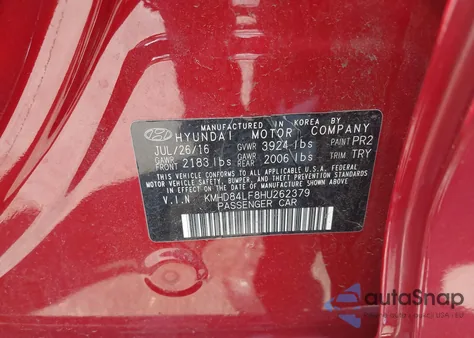 MANUFACTURED IN KOREA BY
HYUNDAI MOTOR COMPANY
JUL/26/16 GVWR 3924 lbs PAINT PR2
GAWR FRONT 2183 lbs GAWR REAR 2006 lbs TRIM TRY
THIS VEHICLE CONFORMS TO ALL APPLICABLE U.S. FEDERAL
MOTOR VEHICLE SAFETY, BUMPER, AND THEFT PREVENTION
STANDARDS IN EFFECT ON THE DATE OF MANUFACTURE SHOWN ABOVE.
V.I.N KMHD84LF8HU262379
PASSENGER CAR
autoSnap